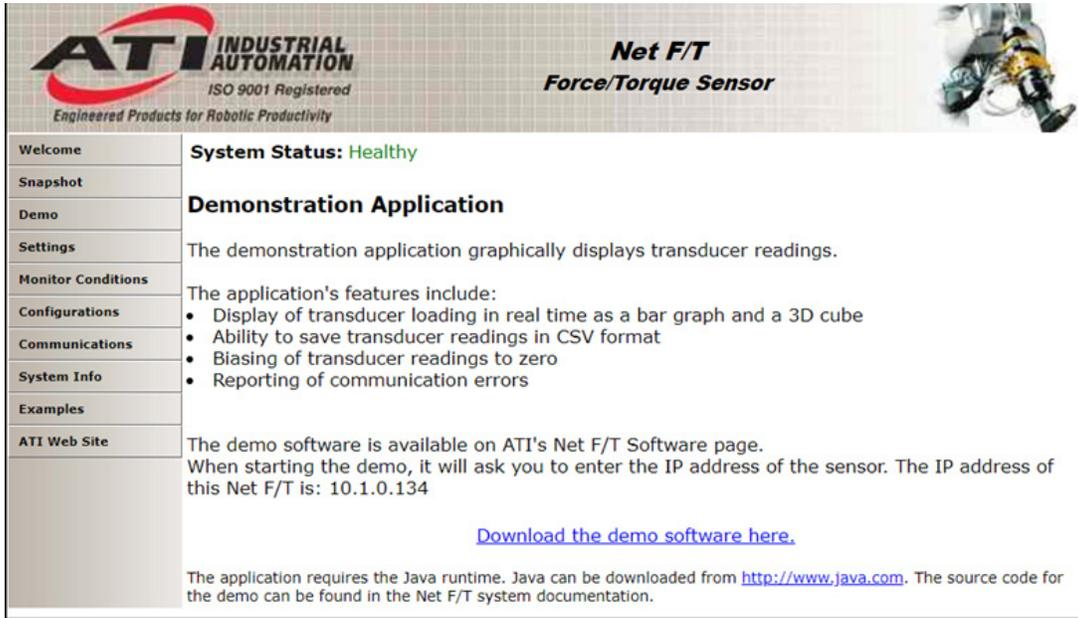 ATI INDUSTRIAL
AUTOMATION
ISO 9001 Registered
Engineered Products for Robotic Productivity
Net F/T
Force/Torque Sensor
Welcome
Snapshot
Demo
Settings
Monitor Conditions
Configurations
Communications
System Info
Examples
ATI Web Site
System Status: Healthy
Demonstration Application
The demonstration application graphically displays transducer readings.
The application's features include:
• Display of transducer loading in real time as a bar graph and a 3D cube
• Ability to save transducer readings in CSV format
• Biasing of transducer readings to zero
• Reporting of communication errors
The demo software is available on ATI's Net F/T Software page.
When starting the demo, it will ask you to enter the IP address of the sensor. The IP address of
this Net F/T is: 10.1.0.134
Download the demo software here.
The application requires the Java runtime. Java can be downloaded from http://www.java.com. The source code for
the demo can be found in the Net F/T system documentation.